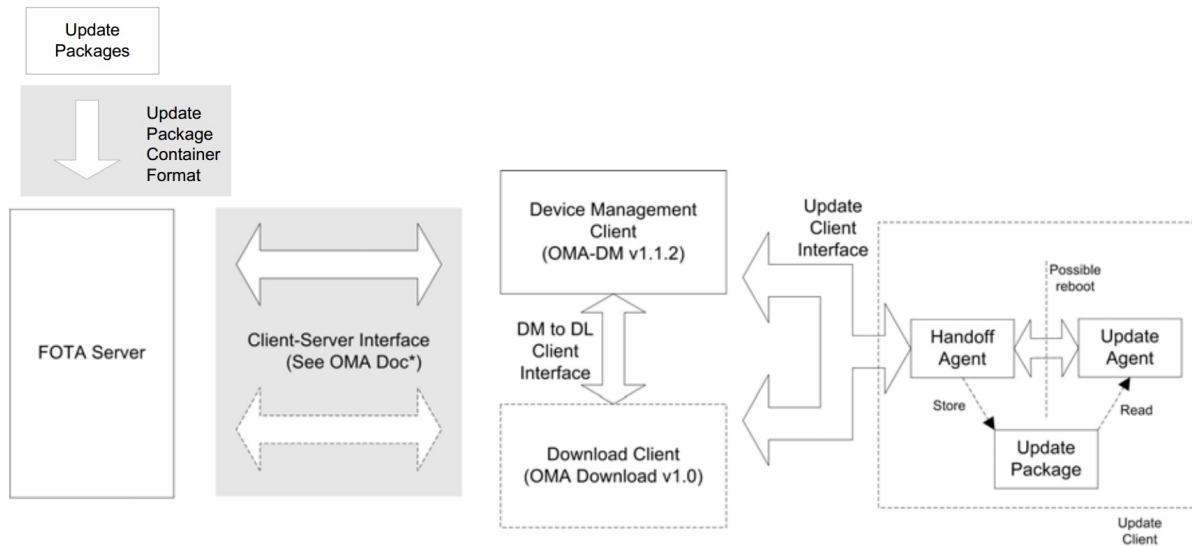 Update
Packages
Update
Package
Container
Format
FOTA Server
Client-Server Interface
(See OMA Doc*)
Device Management
Client
(OMA-DM v1.1.2)
DM to DL
Client
Interface
Download Client
(OMA Download v1.0)
Update
Client
Interface
Possible
reboot
Handoff
Agent
Update
Agent
Store
Read
Update
Package
Update
Client